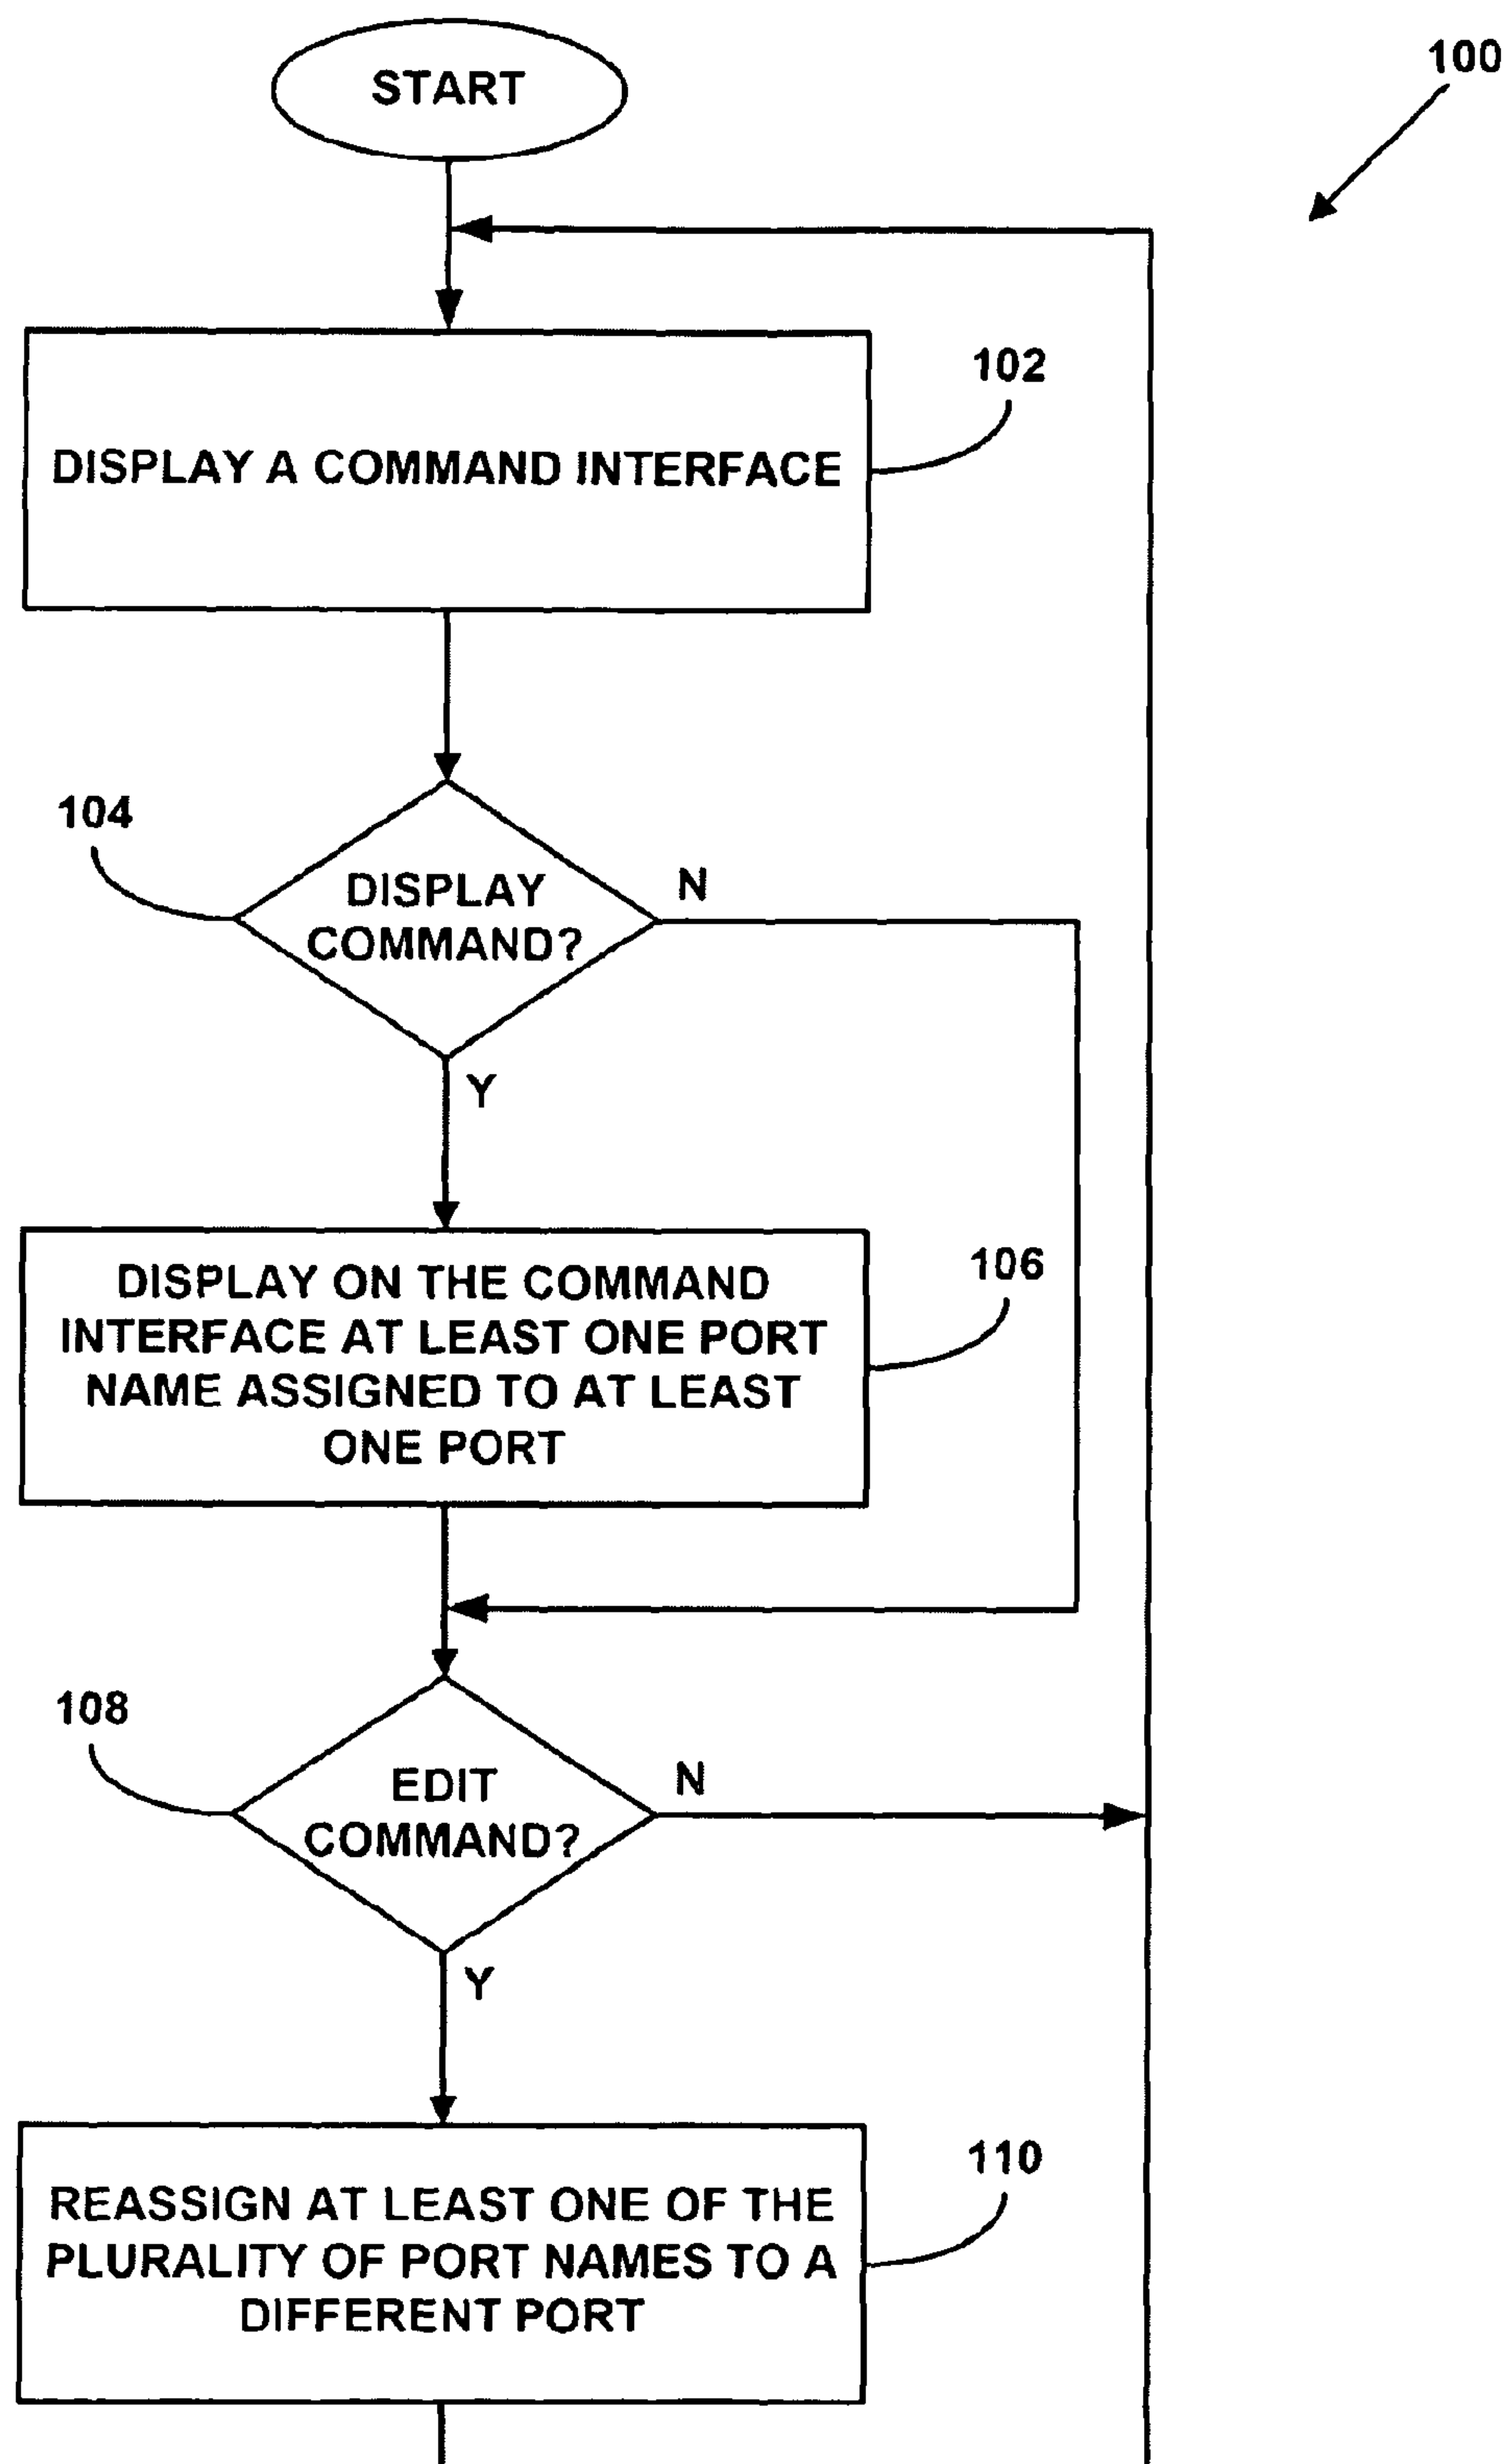 START
100
102
DISPLAY A COMMAND INTERFACE
104
DISPLAY
COMMAND?
N
Y
106
DISPLAY ON THE COMMAND
INTERFACE AT LEAST ONE PORT
NAME ASSIGNED TO AT LEAST
ONE PORT
108
EDIT
COMMAND?
N
Y
110
REASSIGN AT LEAST ONE OF THE
PLURALITY OF PORT NAMES TO A
DIFFERENT PORT